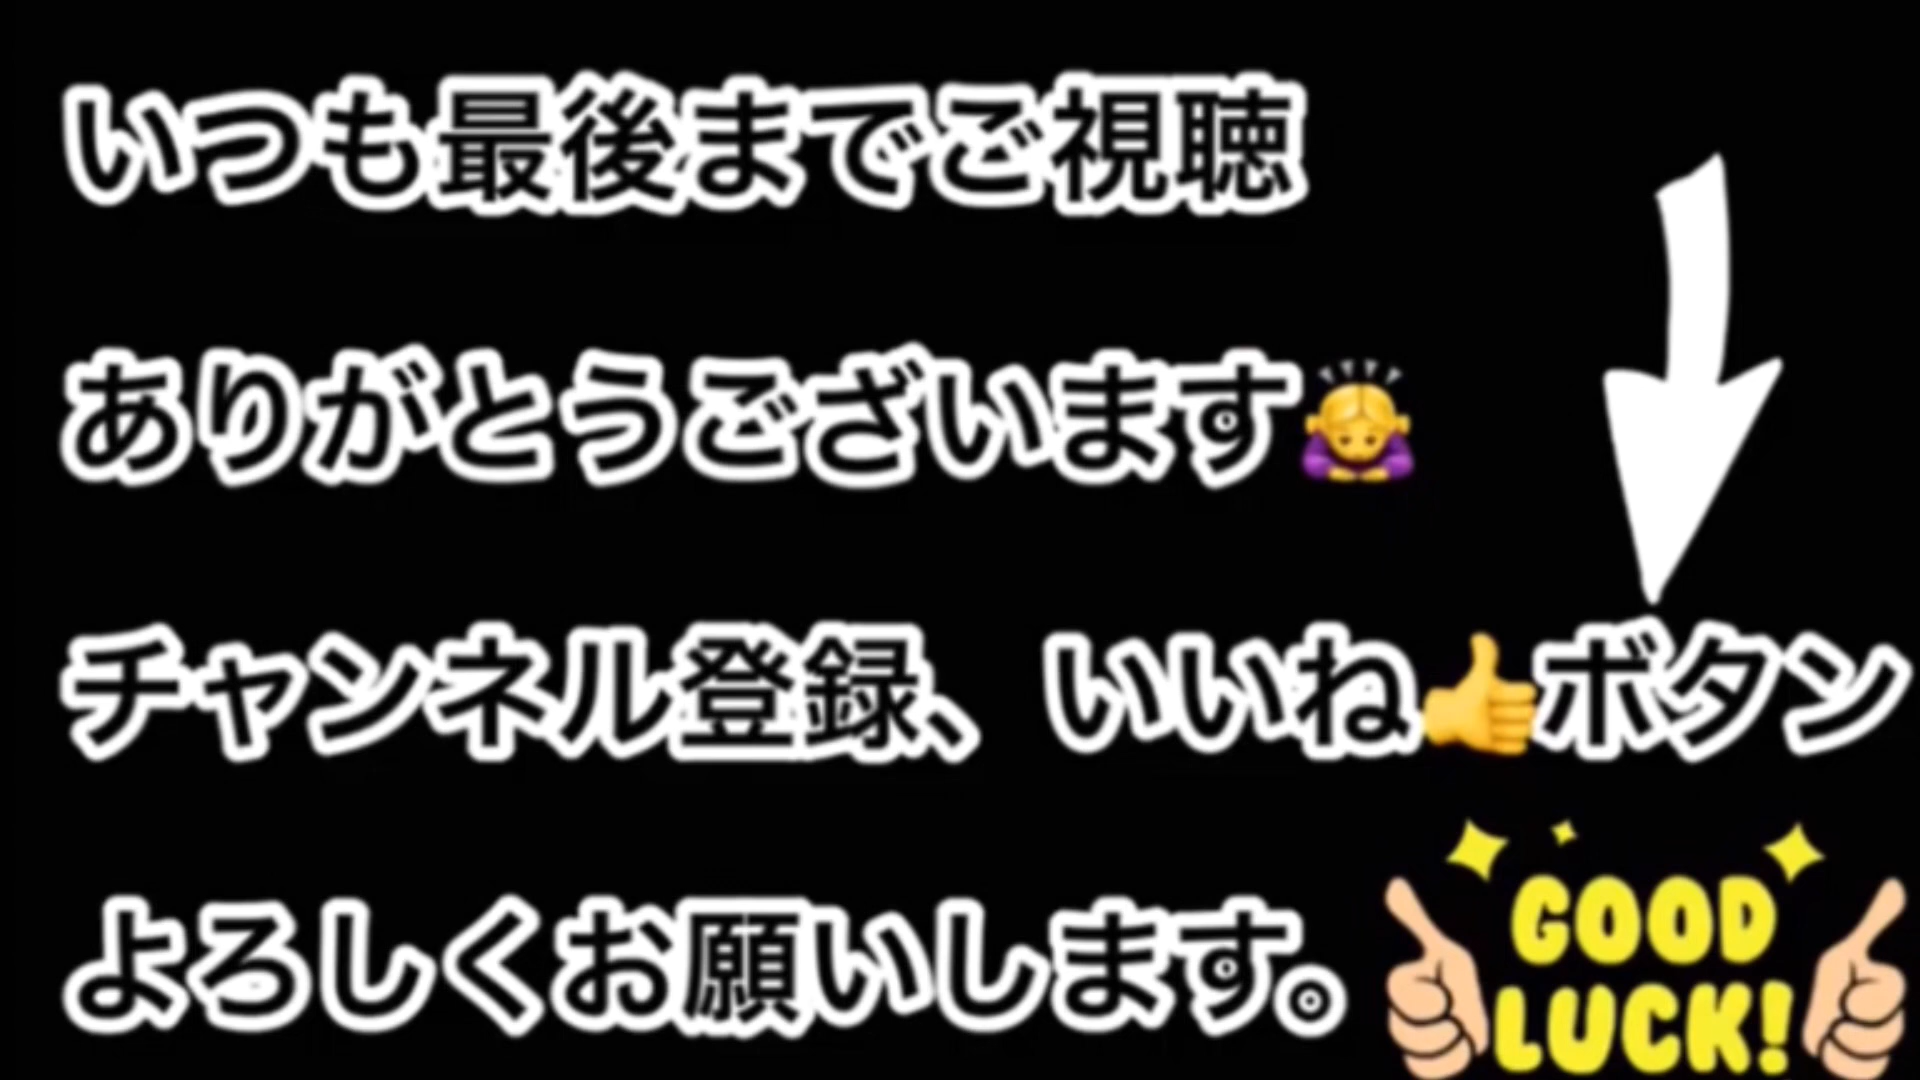 いつも最後までご視聴
ありがとうございます🙇‍♀️
チャンネル登録、いいね👍ボタン
よろしくお願いします。
GOOD
LUCK!